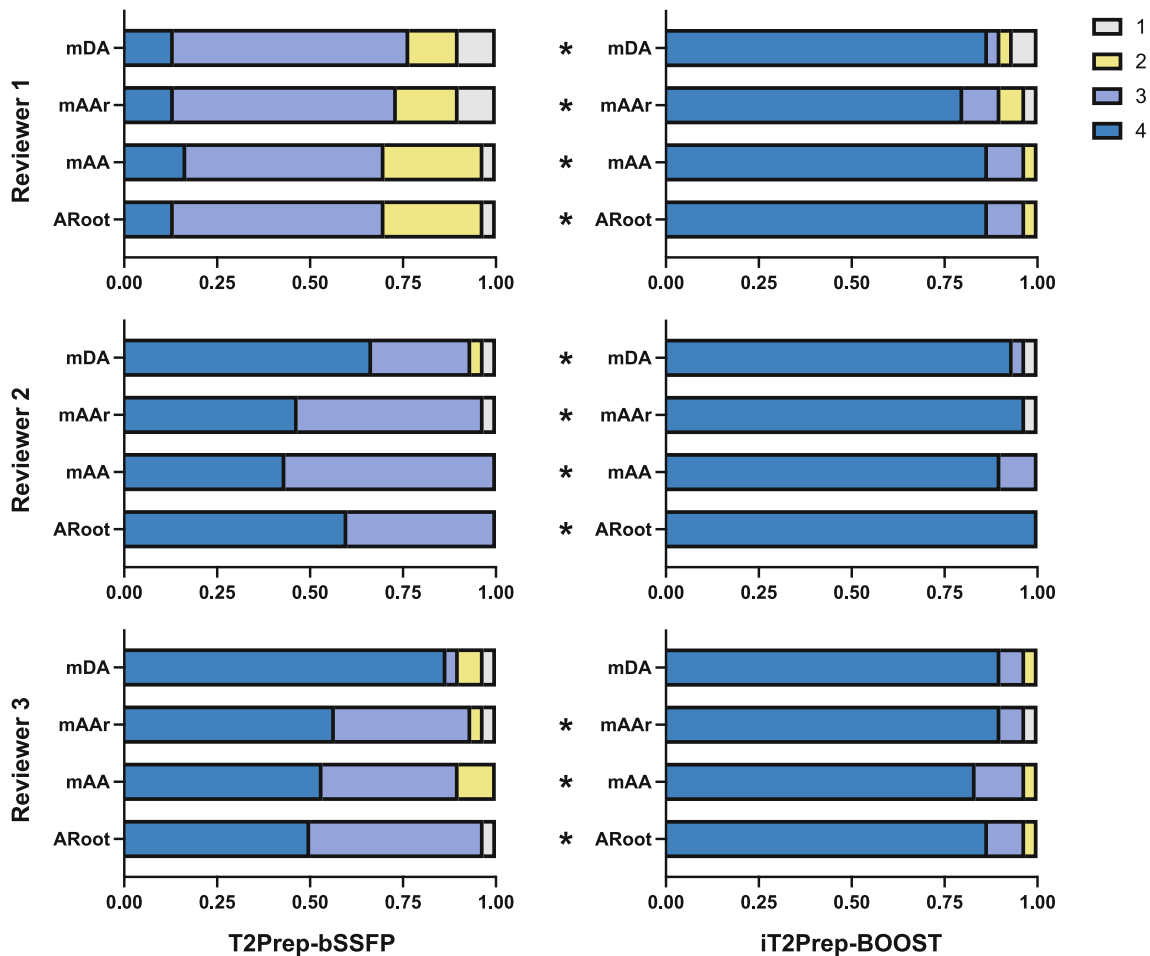 1
2
3
4
Reviewer 1
mDA * mDA
mAAr * mAAr
mAA * mAA
ARoot * ARoot
0.00 0.25 0.50 0.75 1.00 0.00 0.25 0.50 0.75 1.00
Reviewer 2
mDA * mDA
mAAr * mAAr
mAA * mAA
ARoot * ARoot
0.00 0.25 0.50 0.75 1.00 0.00 0.25 0.50 0.75 1.00
Reviewer 3
mDA mDA
mAAr * mAAr
mAA * mAA
ARoot * ARoot
0.00 0.25 0.50 0.75 1.00 0.00 0.25 0.50 0.75 1.00
T2Prep-bSSFP iT2Prep-BOOST